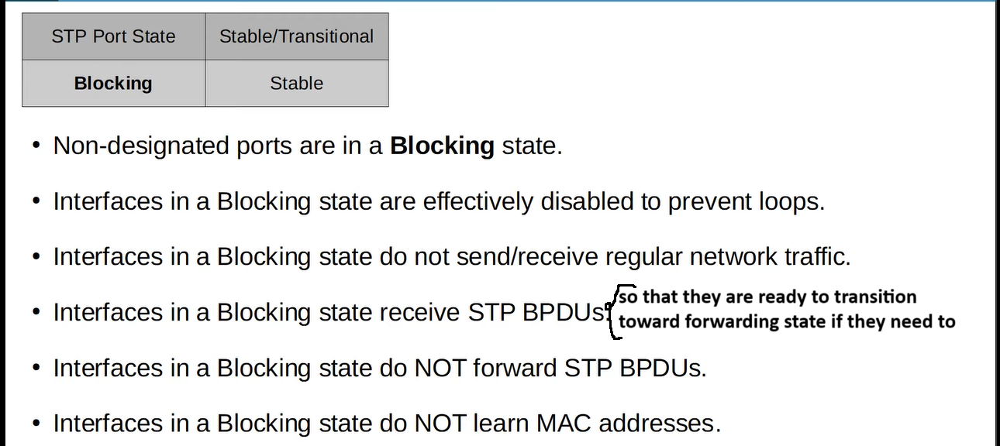 STP Port State
Stable/Transitional
Blocking
Stable
• Non-designated ports are in a Blocking state.
• Interfaces in a Blocking state are effectively disabled to prevent loops.
• Interfaces in a Blocking state do not send/receive regular network traffic.
• Interfaces in a Blocking state receive STP BPDUs.
so that they are ready to transition
toward forwarding state if they need to
• Interfaces in a Blocking state do NOT forward STP BPDUs.
• Interfaces in a Blocking state do NOT learn MAC addresses.